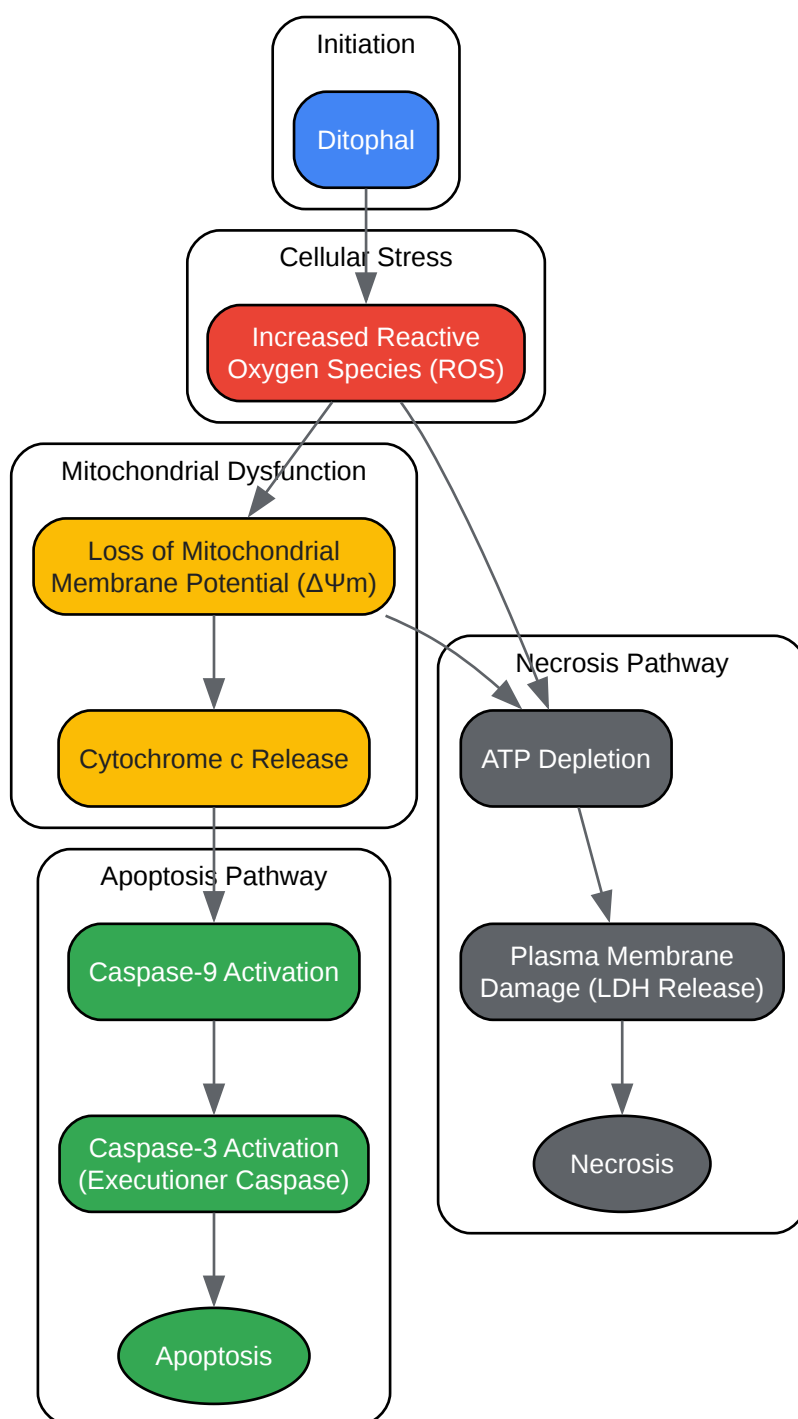 Initiation
Ditophal
Cellular Stress
Increased Reactive
Oxygen Species (ROS)
Mitochondrial Dysfunction
Loss of Mitochondrial
Membrane Potential (ΔΨm)
Cytochrome c Release
Necrosis Pathway
ATP Depletion
Plasma Membrane
Damage (LDH Release)
Necrosis
Apoptosis Pathway
Caspase-9 Activation
Caspase-3 Activation
(Executioner Caspase)
Apoptosis